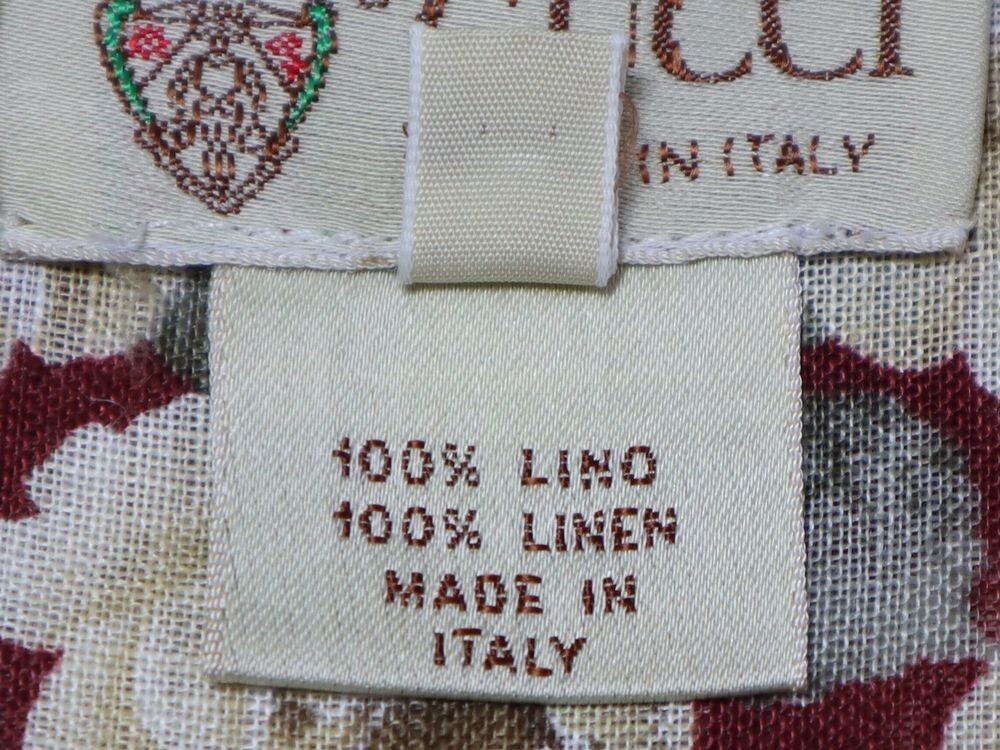 IN ITALY
100% LINO
100% LINEN
MADE IN
ITALY